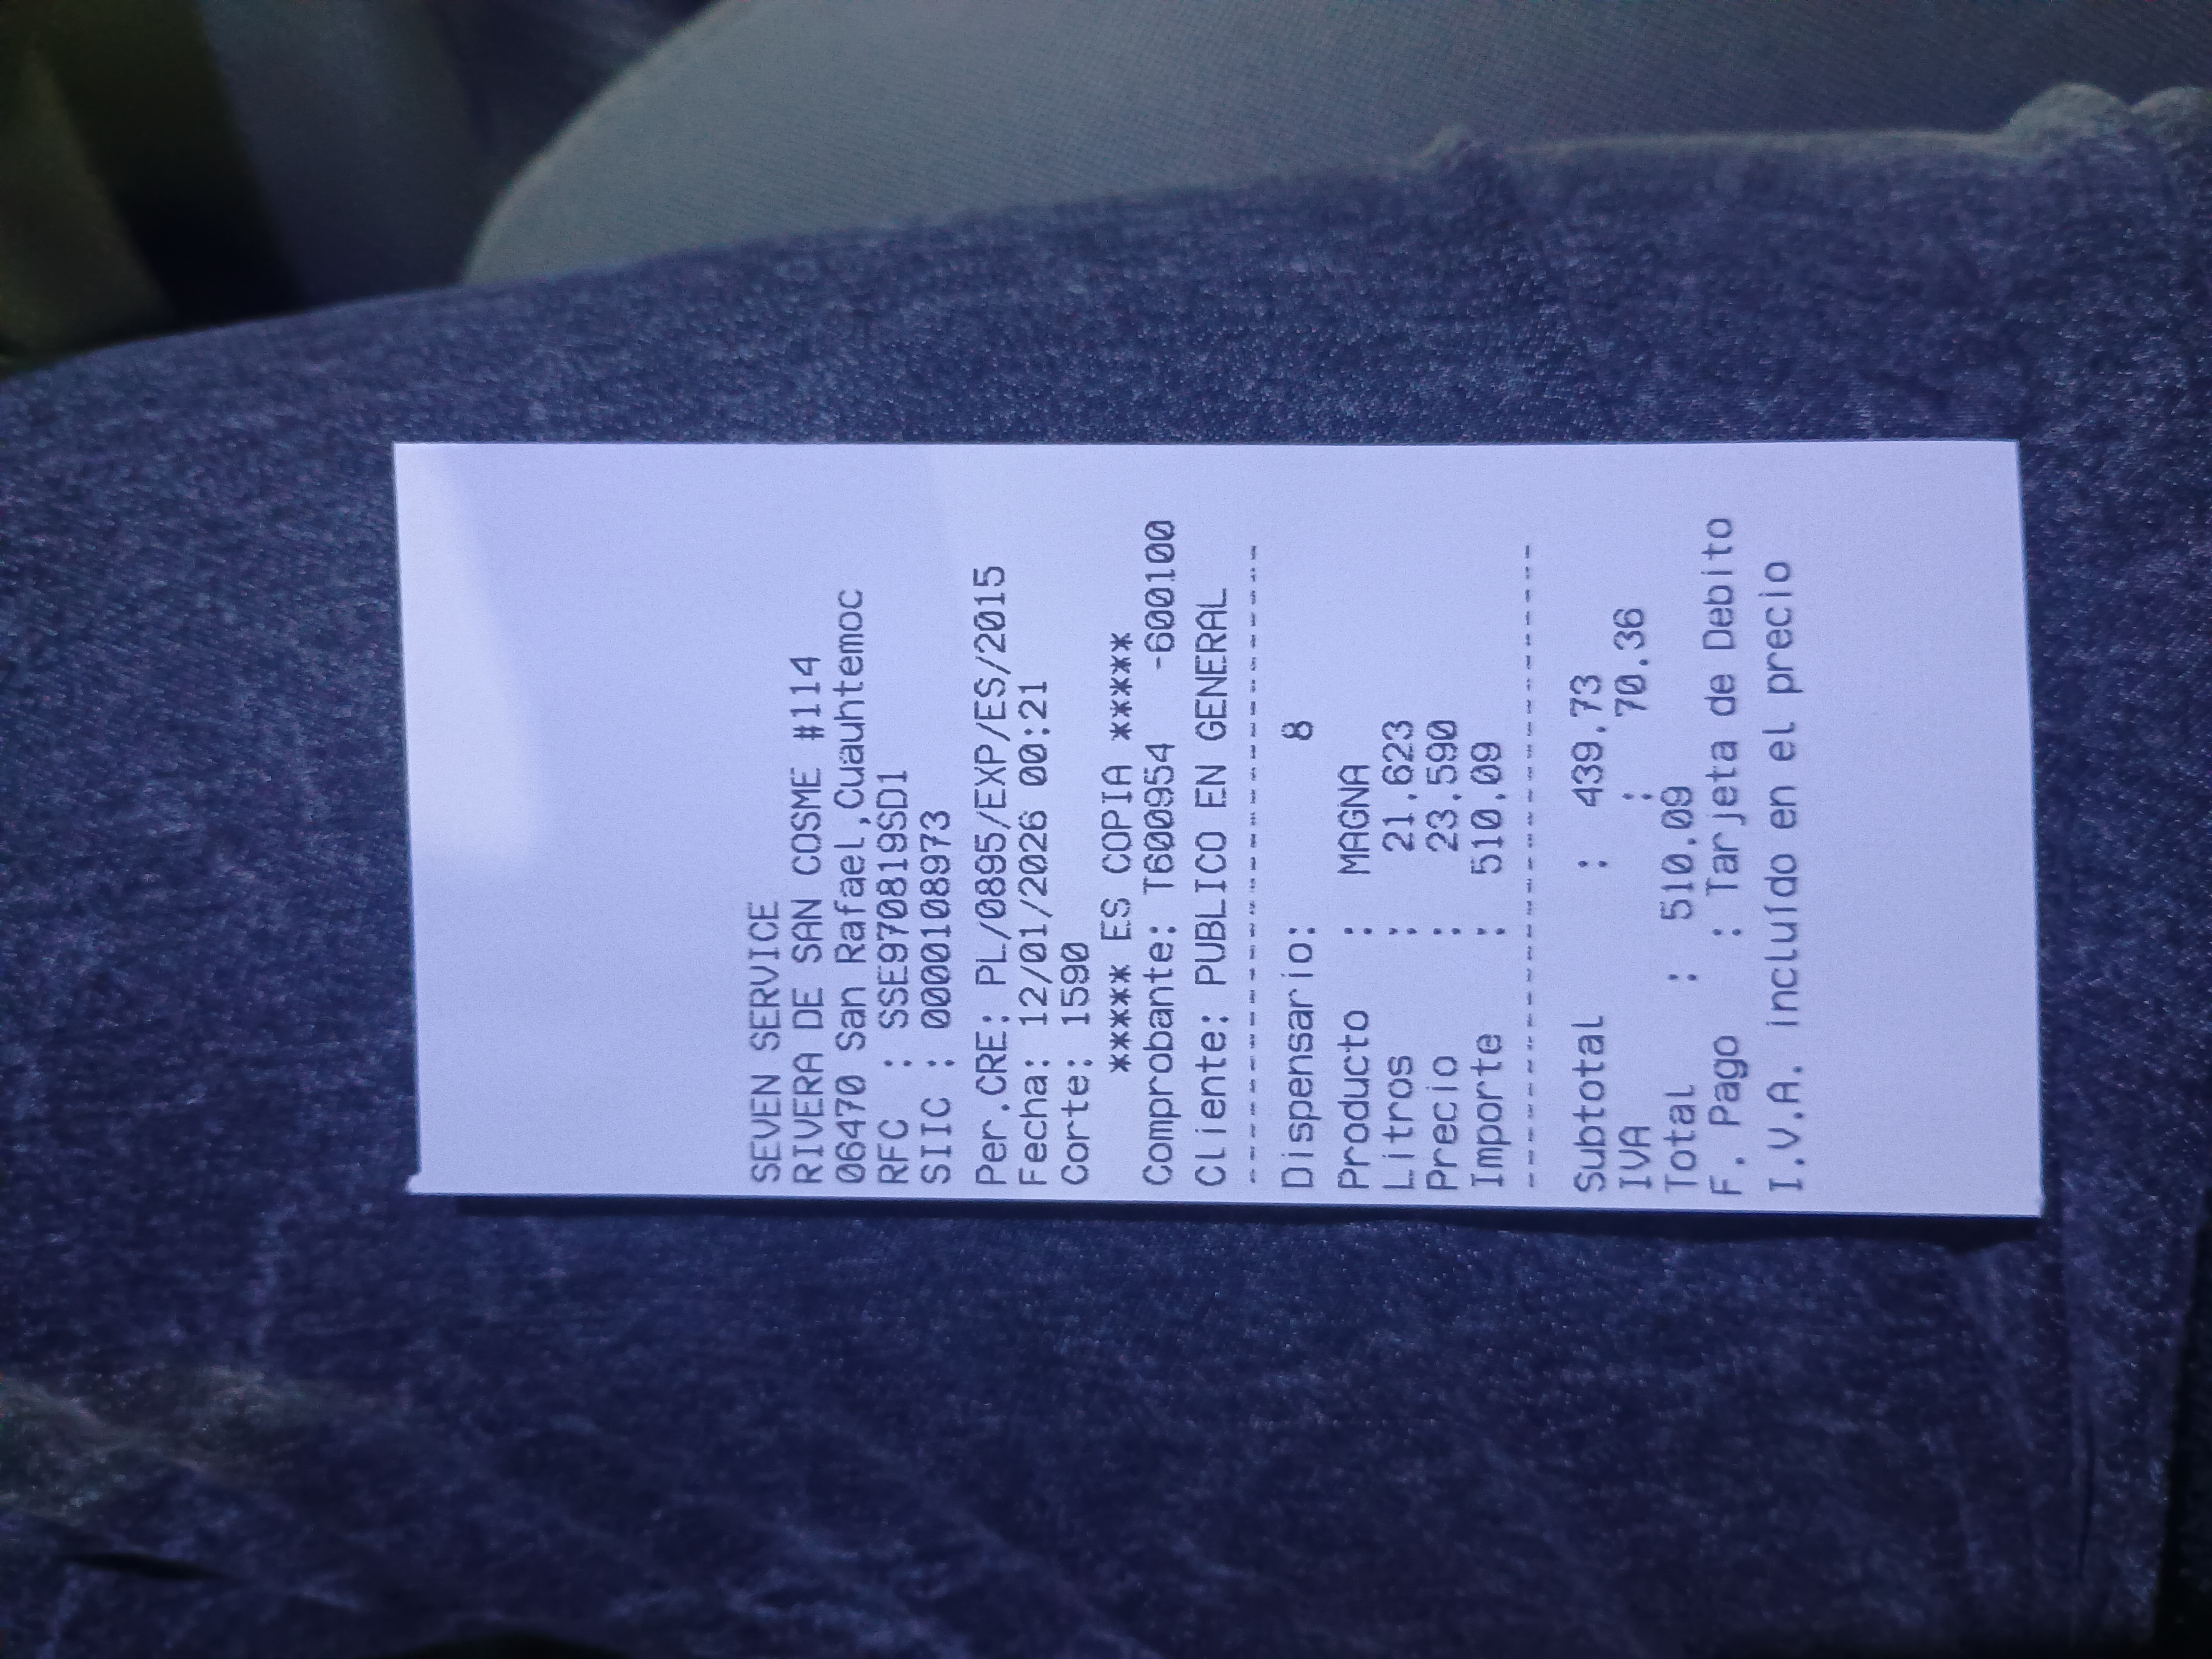 SEVEN SERVICE
RIVERA DE SAN COSME #114
06470 San Rafael,Cuauhtemoc
RFC : SSE970819SD1
SIIC : 0000108973
Per.CRE: PL/0895/EXP/ES/2015
Fecha: 12/01/2026 00:21
Corte: 1590
***** ES COPIA *****
Comprobante: T6000954 -600100
Cliente: PUBLICO EN GENERAL
--------------------------------
Dispensario: 8
Producto : MAGNA
Litros : 21.623
Precio : 23.590
Importe : 510.09
--------------------------------
Subtotal : 439.73
IVA : 70.36
Total : 510.09
F. Pago : Tarjeta de Debito
I.V.A. incluído en el precio